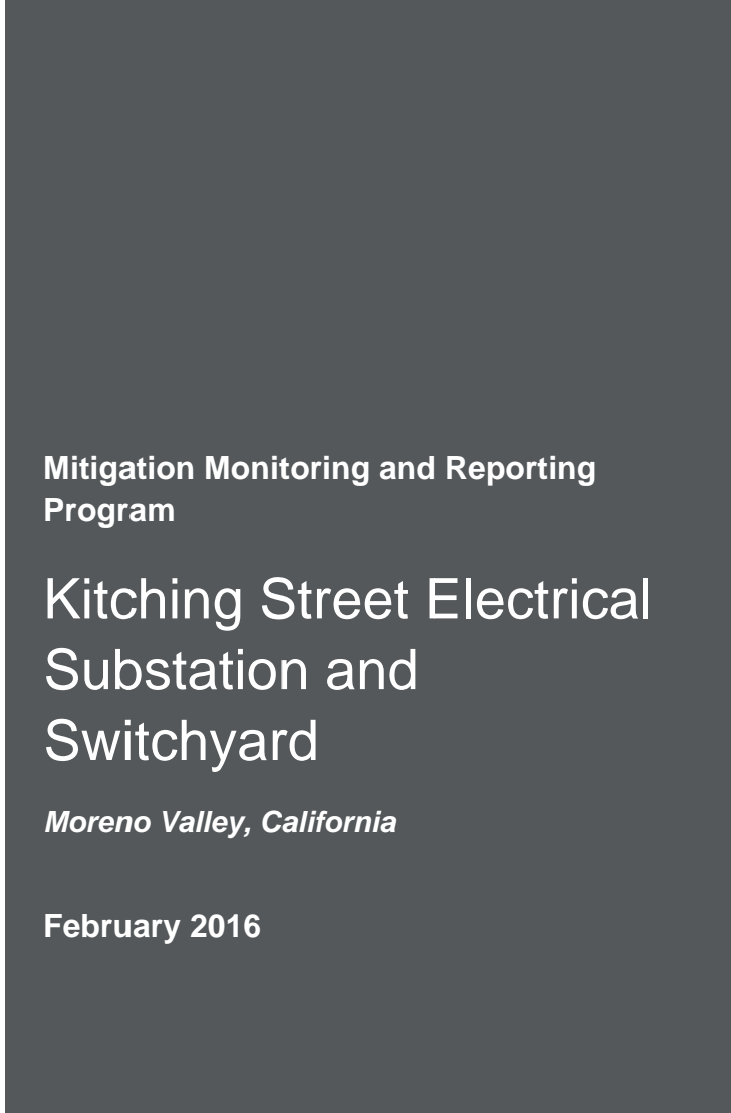 Mitigation Monitoring and Reporting
Program
Kitching Street Electrical
Substation and
Switchyard
Moreno Valley, California
February 2016